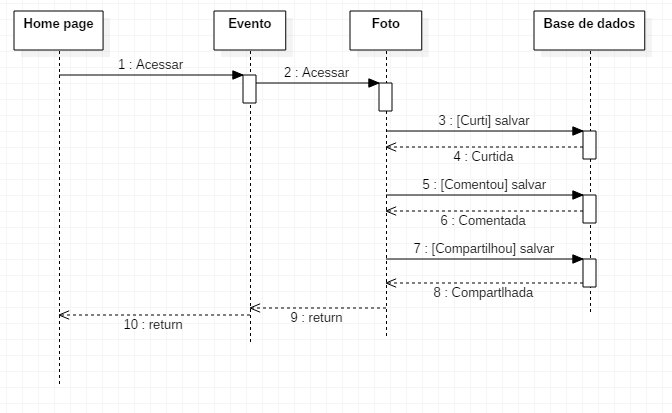 Home page
Evento
Foto
Base de dados
1 : Acessar
2 : Acessar
3 : [Curti] salvar
4 : Curtida
5 : [Comentou] salvar
6 : Comentada
7 : [Compartilhou] salvar
8 : Compartlhada
9 : return
10 : return